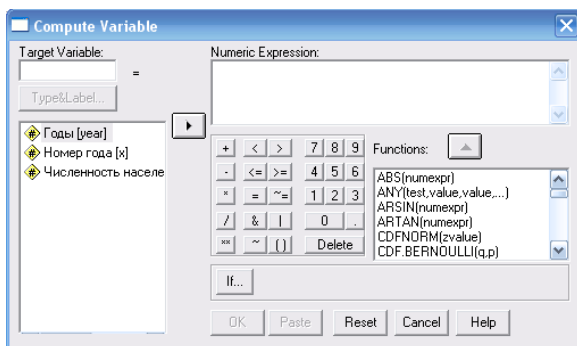 Compute Variable
Target Variable:
=
Type&Label...
Годы [year]
Номер года [x]
Численность населе
Numeric Expression:
+ < > 7 8 9
- <= >= 4 5 6
* = ~= 1 2 3
/ & | 0 .
** ~ () Delete
Functions:
ABS(numexpr)
ANY(test,value,value,...)
ARSIN(numexpr)
ARTAN(numexpr)
CDFNORM(zvalue)
CDF.BERNOULLI(q,p)
If...
OK Paste Reset Cancel Help